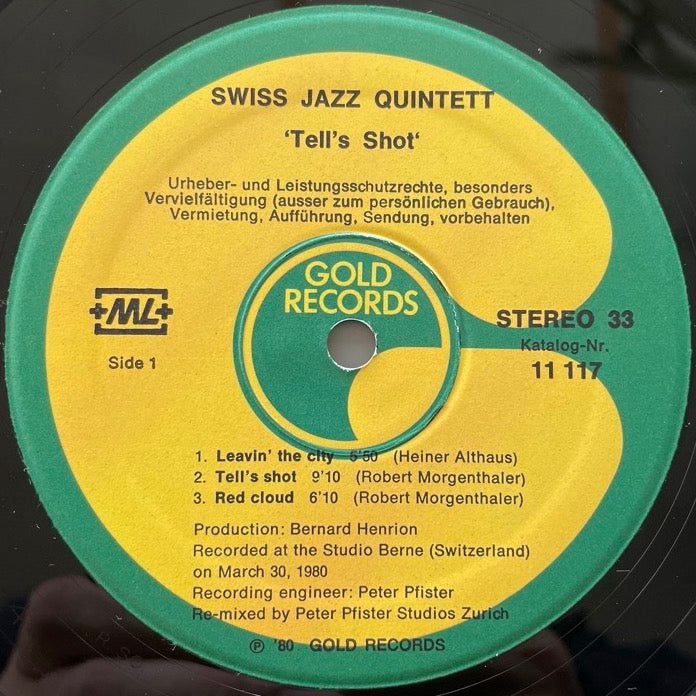 SWISS JAZZ QUINTETT
'Tell's Shot'
Urheber- und Leistungsschutzrechte, besonders
Vervielfältigung (ausser zum persönlichen Gebrauch),
Vermietung, Aufführung, Sendung, vorbehalten
GOLD
RECORDS
+ML+
Side 1
STEREO 33
Katalog-Nr.
11 117
1. Leavin' the city 5'50 (Heiner Althaus)
2. Tell's shot 9'10 (Robert Morgenthaler)
3. Red cloud 6'10 (Robert Morgenthaler)
Production: Bernard Henrion
Recorded at the Studio Berne (Switzerland)
on March 30, 1980
Recording engineer: Peter Pfister
Re-mixed by Peter Pfister Studios Zurich
℗ '80 GOLD RECORDS